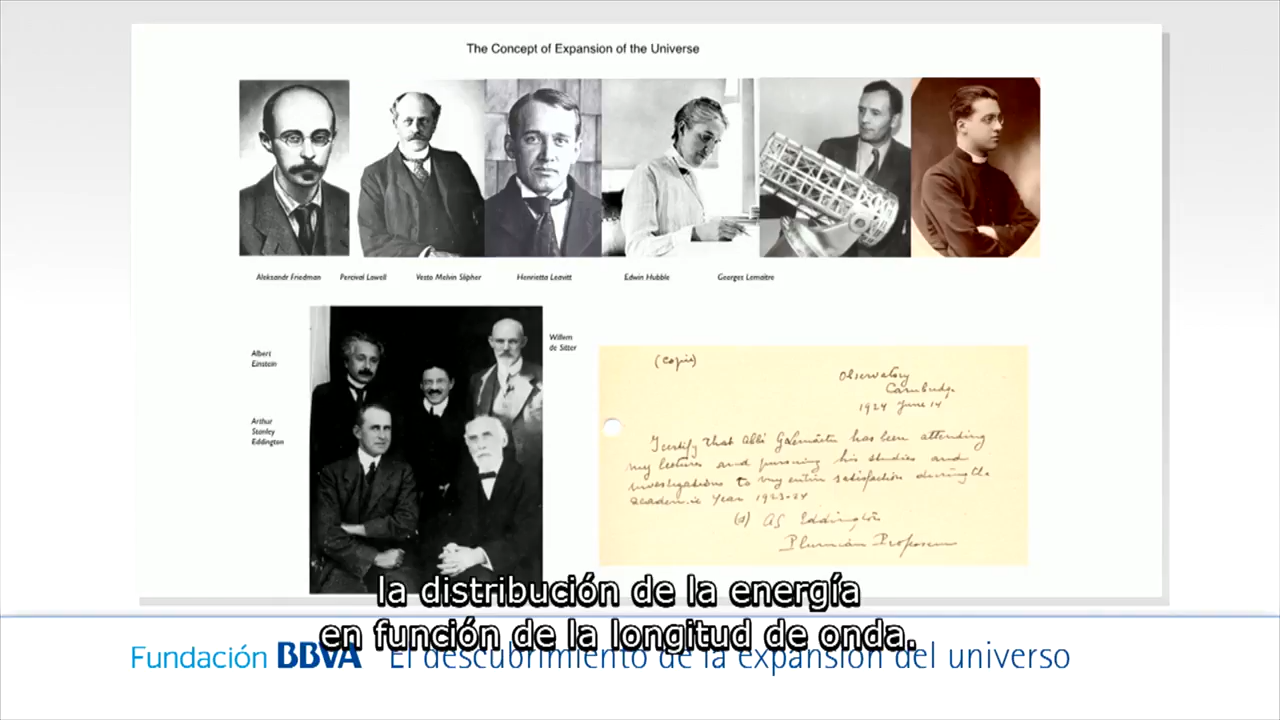 The Concept of Expansion of the Universe
Aleksandr Friedman Percival Lowell Vesto Melvin Slipher Henrietta Leavitt Edwin Hubble Georges Lemaitre
Albert
Einstein
Willem
de Sitter
Arthur
Stanley
Eddington
(Copie)
Observatory
Cambridge
1924 June 14
I certify that Abbé G Lemaître has been attending
my lectures and pursuing his studies and
investigations to my entire satisfaction during the
academic year 1923-24
(s) AS Eddington
Plumian Professor
la distribución de la energía
en función de la longitud de onda.
Fundación BBVA El descubrimiento de la expansión del universo